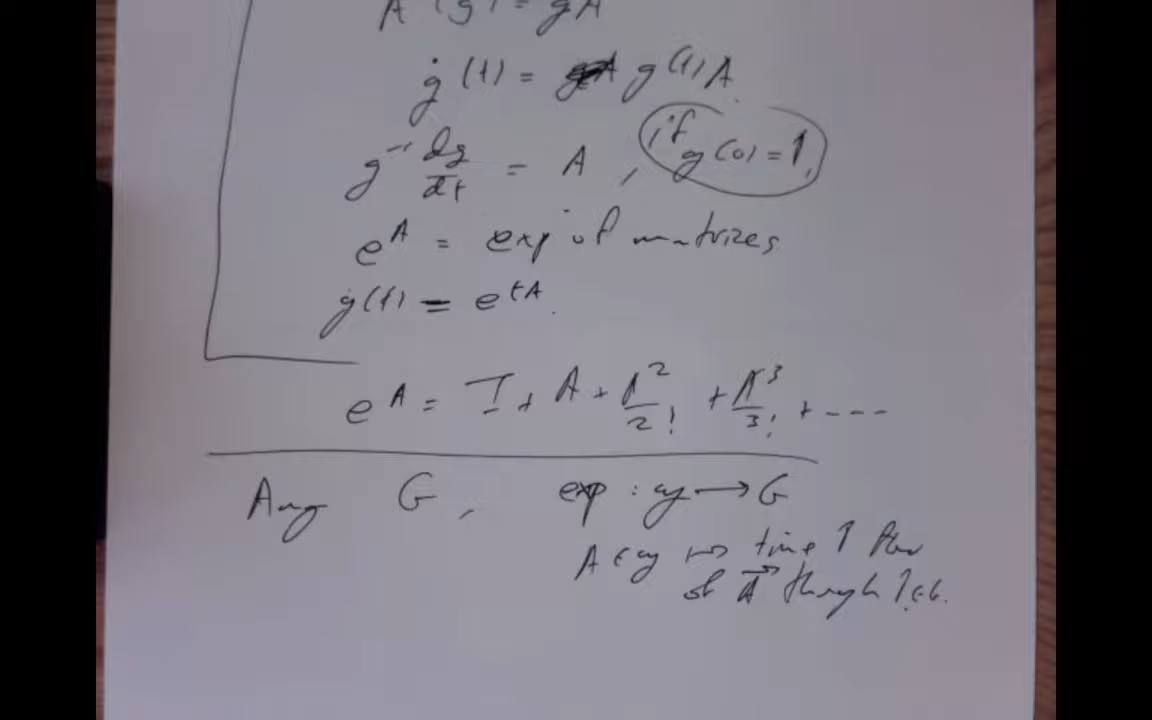 A⃗(g) = gA
ġ(t) = g(t)A.
g⁻¹ dg/dt = A, if g(0) = 1,
e^A = exp of matrizes
g(t) = e^{tA}.
e^A = I + A + A²/2! + A³/3! + ----
Any G, exp : 𝔤 → G
A ∈ 𝔤 ↦ time 1 flow
of A⃗ through 1 ∈ G.